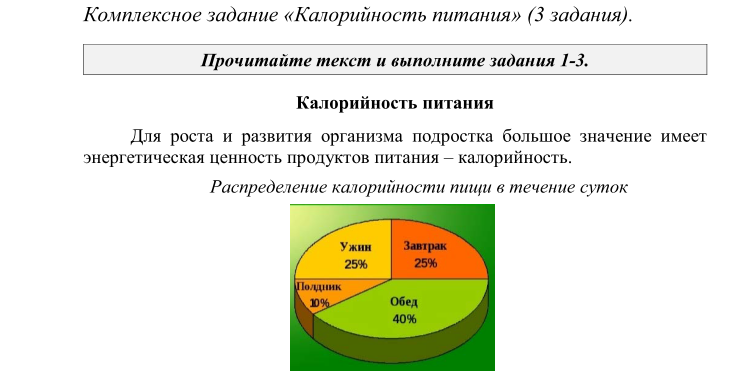 Комплексное задание «Калорийность питания» (3 задания).
Прочитайте текст и выполните задания 1-3.
Калорийность питания
Для роста и развития организма подростка большое значение имеет
энергетическая ценность продуктов питания – калорийность.
Распределение калорийности пищи в течение суток
Ужин
25%
Завтрак
25%
Полдник
10%
Обед
40%